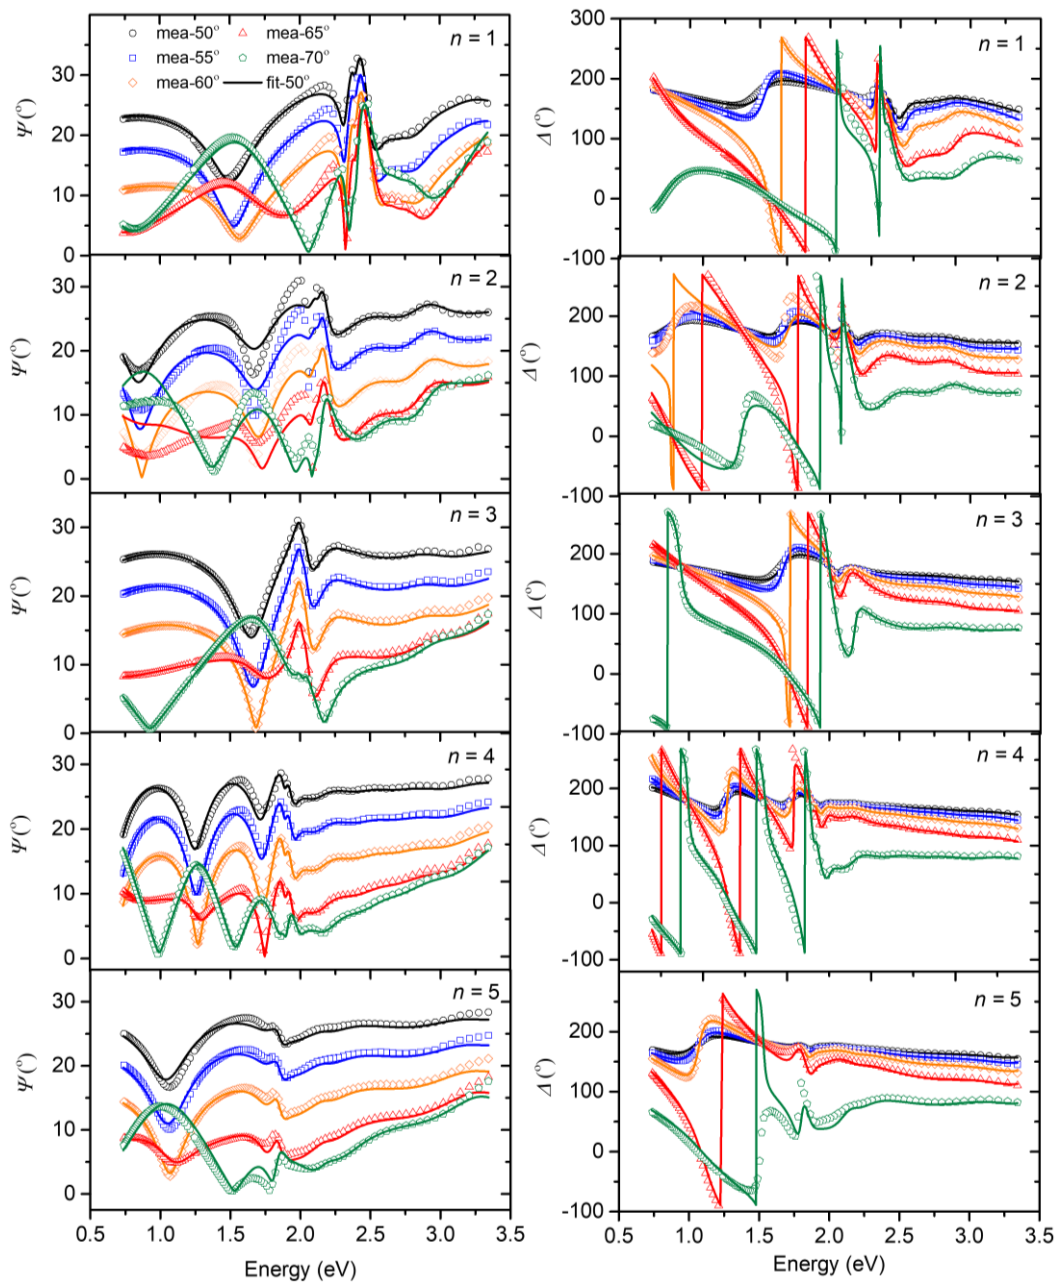 mea-50° mea-65°
mea-55° mea-70°
mea-60° fit-50°
n = 1
Ψ(°)
30
20
10
0
n = 2
Ψ(°)
30
20
10
0
n = 3
Ψ(°)
30
20
10
0
n = 4
Ψ(°)
30
20
10
0
n = 5
Ψ(°)
30
20
10
0
0.5 1.0 1.5 2.0 2.5 3.0 3.5
Energy (eV)
n = 1
Δ(°)
300
200
100
0
-100
n = 2
Δ(°)
200
100
0
-100
n = 3
Δ(°)
200
100
0
-100
n = 4
Δ(°)
200
100
0
-100
n = 5
Δ(°)
200
100
0
-100
0.5 1.0 1.5 2.0 2.5 3.0 3.5
Energy (eV)